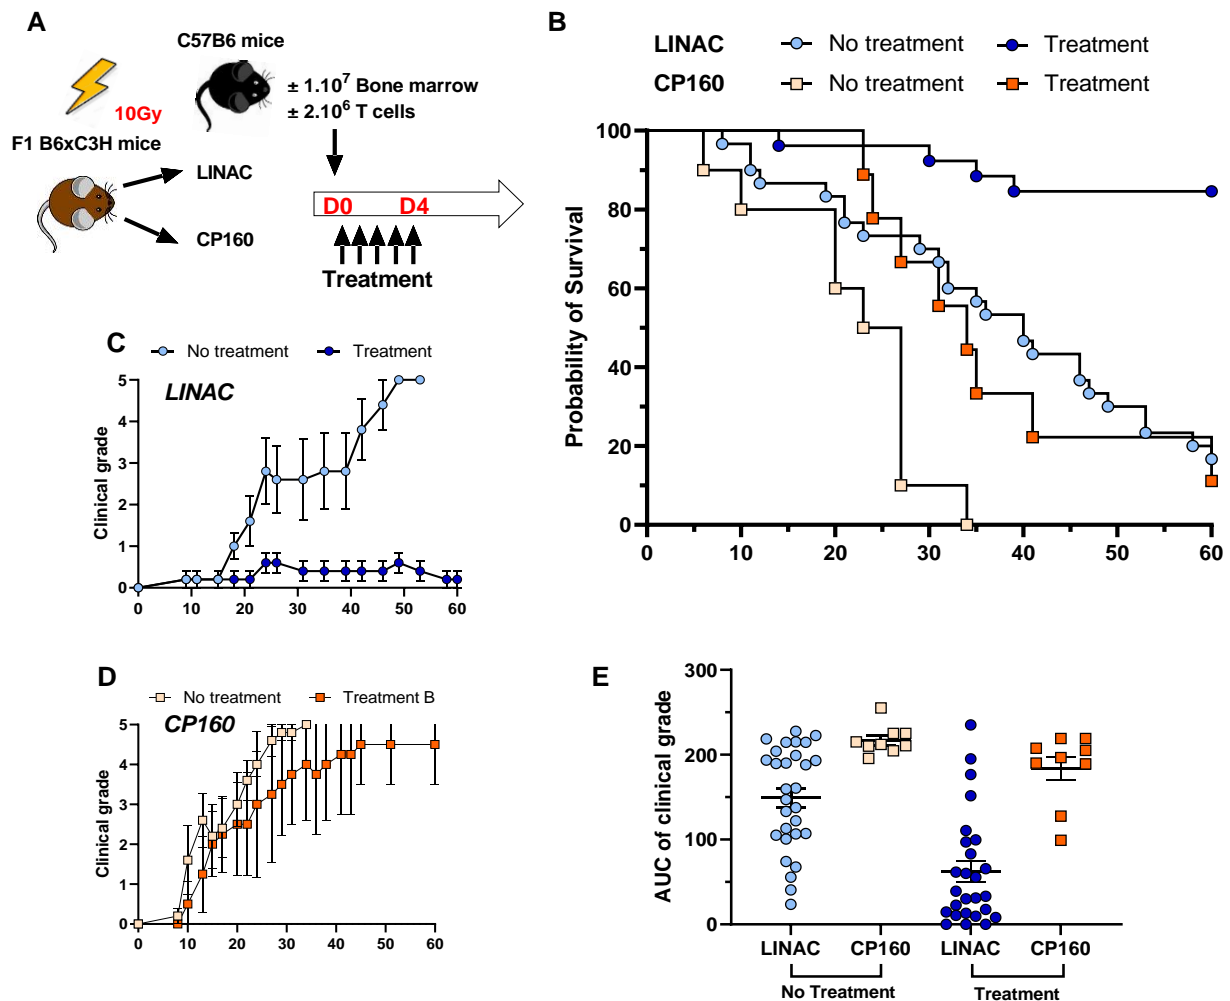 A
C57B6 mice
± 1.10⁷ Bone marrow
± 2.10⁶ T cells
10Gy
F1 B6xC3H mice
LINAC
CP160
D0 D4
Treatment
B
LINAC No treatment Treatment
CP160 No treatment Treatment
Probability of Survival
100
80
60
40
20
0
0 10 20 30 40 50 60
C
No treatment Treatment
LINAC
Clinical grade
5
4
3
2
1
0
0 10 20 30 40 50 60
D
No treatment Treatment B
CP160
Clinical grade
5
4
3
2
1
0
0 10 20 30 40 50 60
E
AUC of clinical grade
300
200
100
0
LINAC CP160 LINAC CP160
No Treatment Treatment